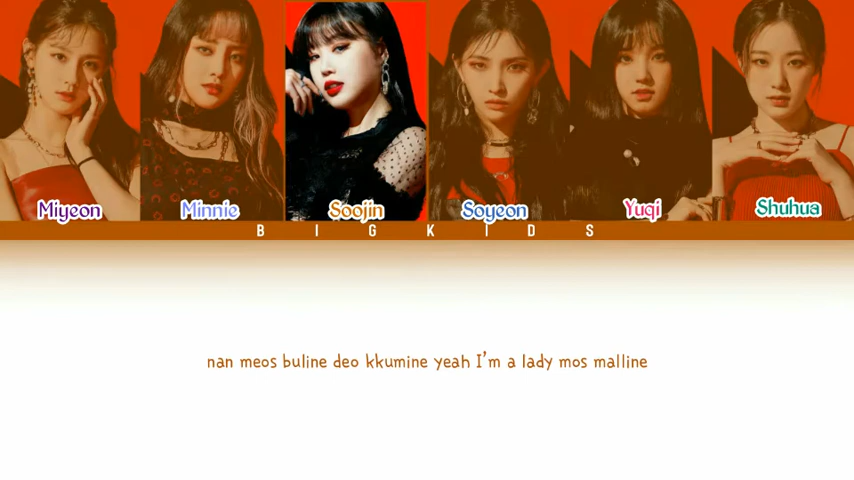 Miyeon Minnie Soojin Soyeon Yuqi Shuhua
BIGKIDS
nan meos buline deo kkumine yeah I'm a lady mos malline